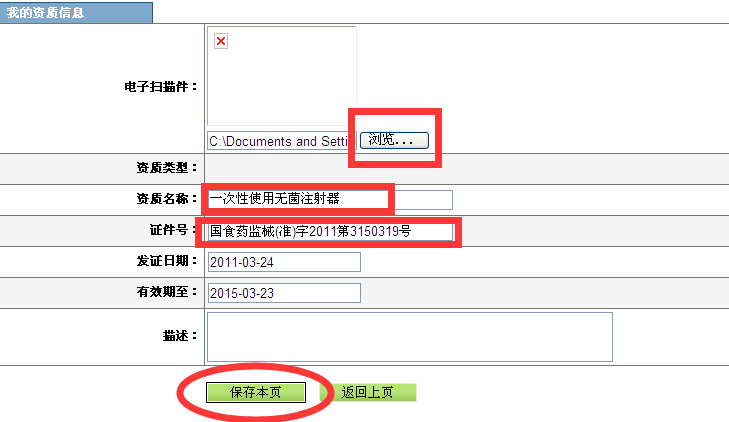 我的资质信息
电子扫描件：
C:\Documents and Setti 浏览...
资质类型：
资质名称： 一次性使用无菌注射器
证件号： 国食药监械(准)字2011第3150319号
发证日期： 2011-03-24
有效期至： 2015-03-23
描述：
保存本页 返回上页